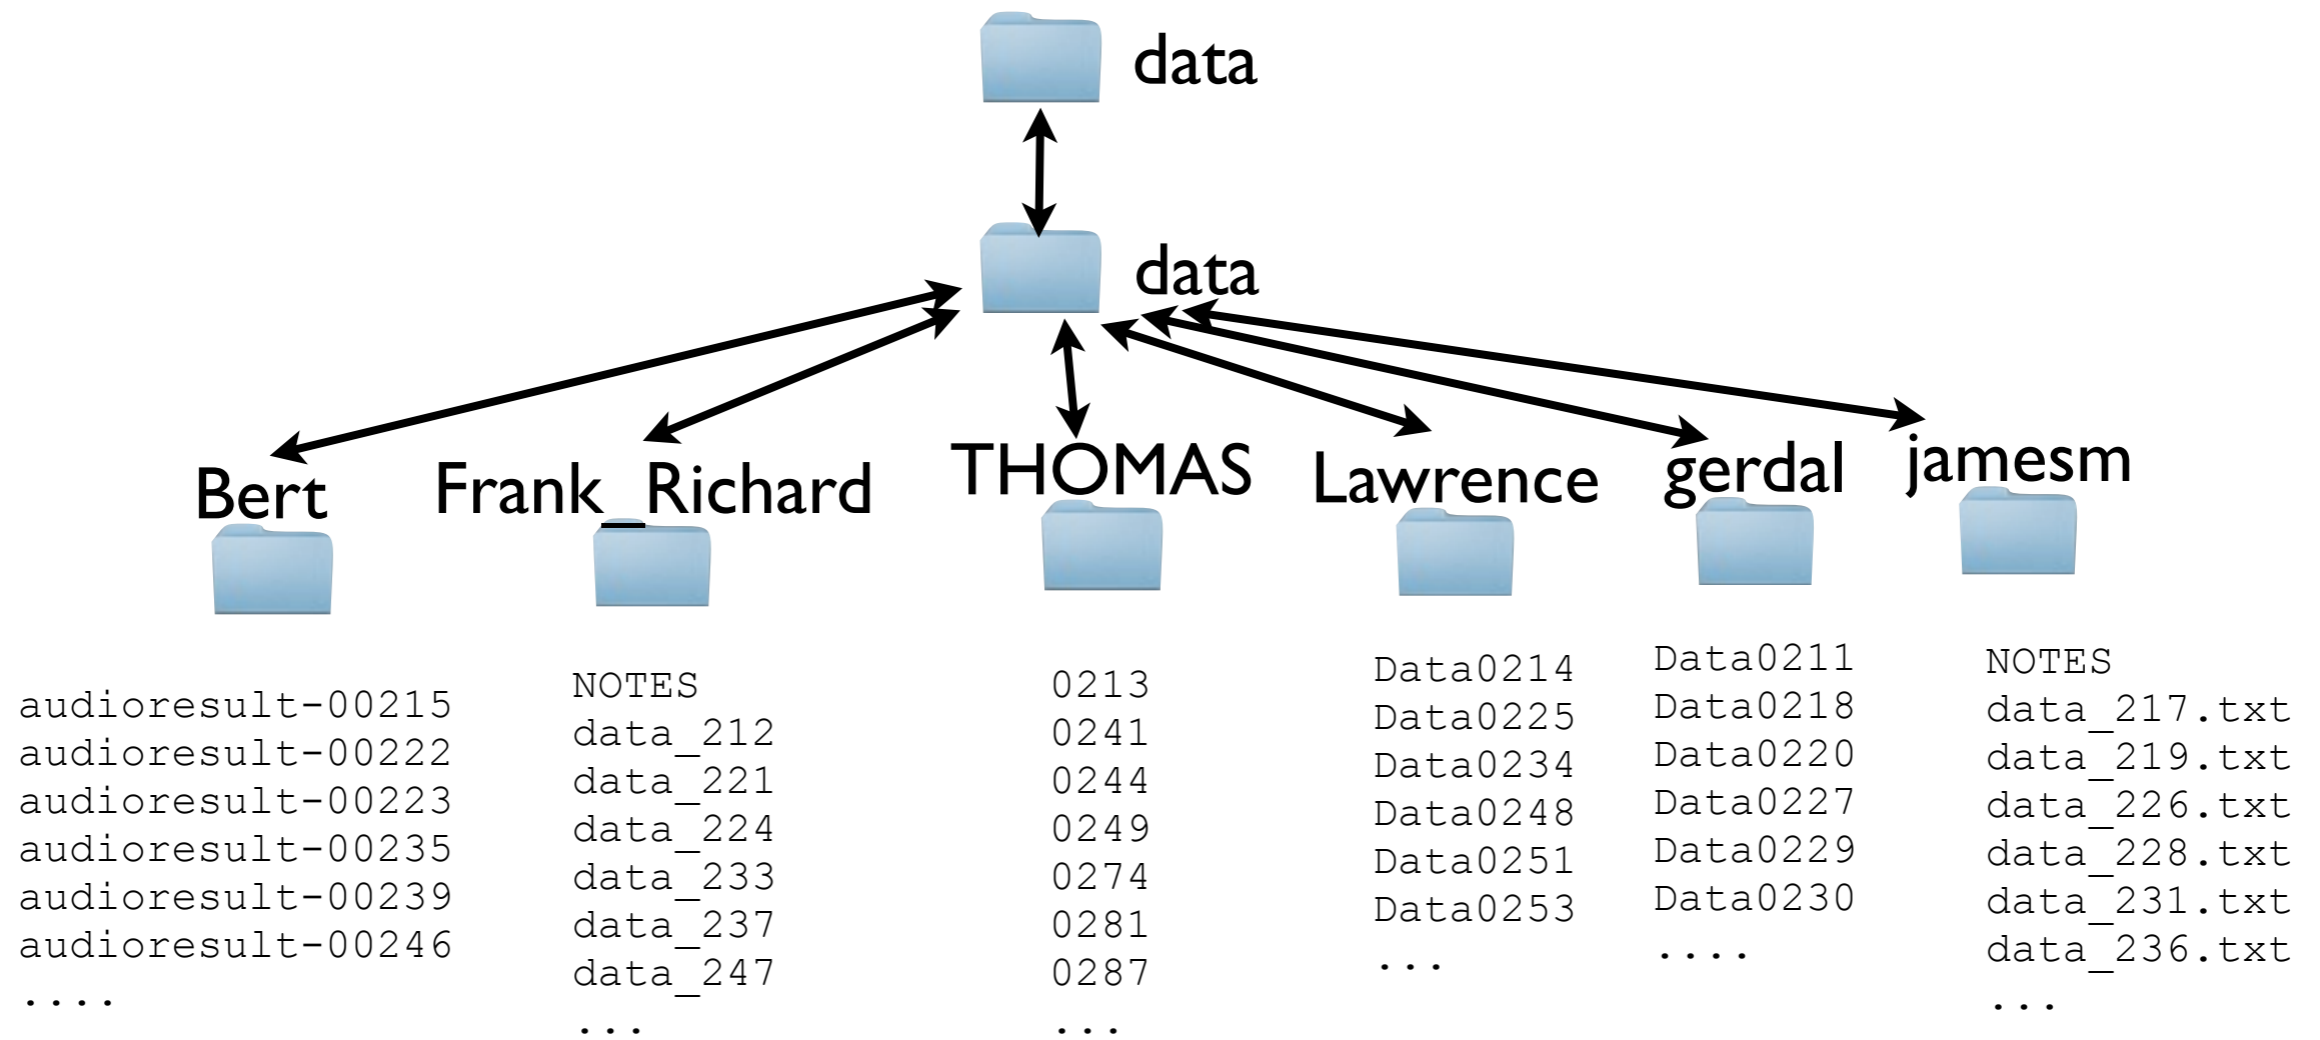 data
data
Bert
audioresult-00215
audioresult-00222
audioresult-00223
audioresult-00235
audioresult-00239
audioresult-00246
....
Frank_Richard
NOTES
data_212
data_221
data_224
data_233
data_237
data_247
...
THOMAS
0213
0241
0244
0249
0274
0281
0287
...
Lawrence
Data0214
Data0225
Data0234
Data0248
Data0251
Data0253
...
gerdal
Data0211
Data0218
Data0220
Data0227
Data0229
Data0230
....
jamesm
NOTES
data_217.txt
data_219.txt
data_226.txt
data_228.txt
data_231.txt
data_236.txt
...